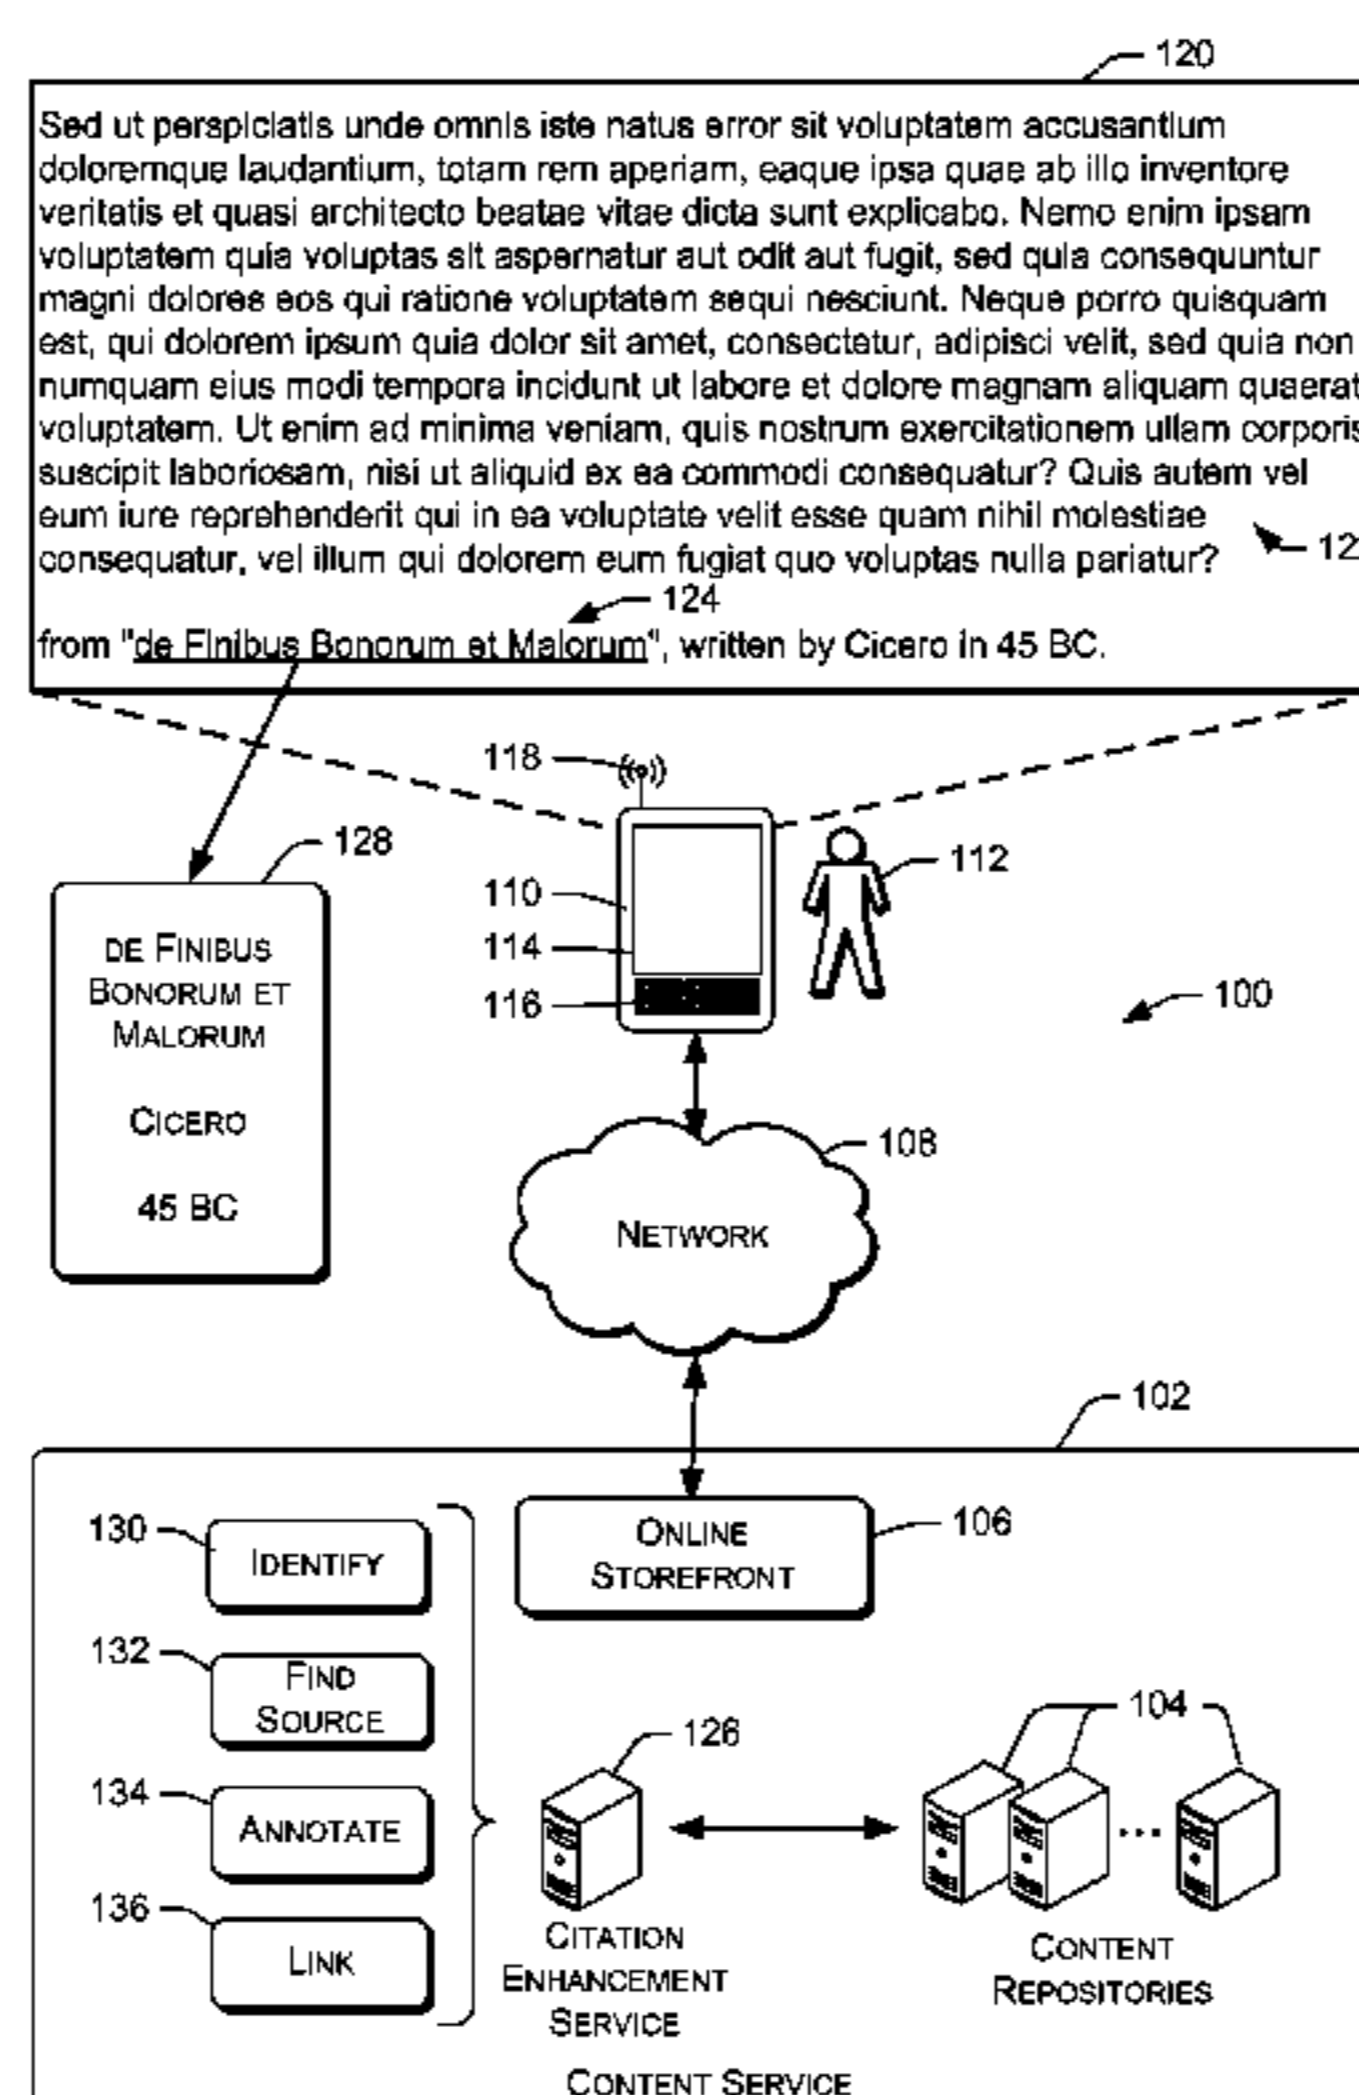 120
Sed ut perspiciatis unde omnis iste natus error sit voluptatem accusantium
doloremque laudantium, totam rem aperiam, eaque ipsa quae ab illo inventore
veritatis et quasi architecto beatae vitae dicta sunt explicabo. Nemo enim ipsam
voluptatem quia voluptas sit aspernatur aut odit aut fugit, sed quia consequuntur
magni dolores eos qui ratione voluptatem sequi nesciunt. Neque porro quisquam
est, qui dolorem ipsum quia dolor sit amet, consectetur, adipisci velit, sed quia non
numquam eius modi tempora incidunt ut labore et dolore magnam aliquam quaerat
voluptatem. Ut enim ad minima veniam, quis nostrum exercitationem ullam corporis
suscipit laboriosam, nisi ut aliquid ex ea commodi consequatur? Quis autem vel
eum iure reprehenderit qui in ea voluptate velit esse quam nihil molestiae
consequatur, vel illum qui dolorem eum fugiat quo voluptas nulla pariatur?
124
from "de Finibus Bonorum et Malorum", written by Cicero in 45 BC.
118
128
112
110
114
116
100
DE FINIBUS
BONORUM ET
MALORUM
CICERO
45 BC
108
NETWORK
102
130
IDENTIFY
ONLINE
STOREFRONT
106
132
FIND
SOURCE
126
104
134
ANNOTATE
136
LINK
CITATION
ENHANCEMENT
SERVICE
CONTENT
REPOSITORIES
CONTENT SERVICE